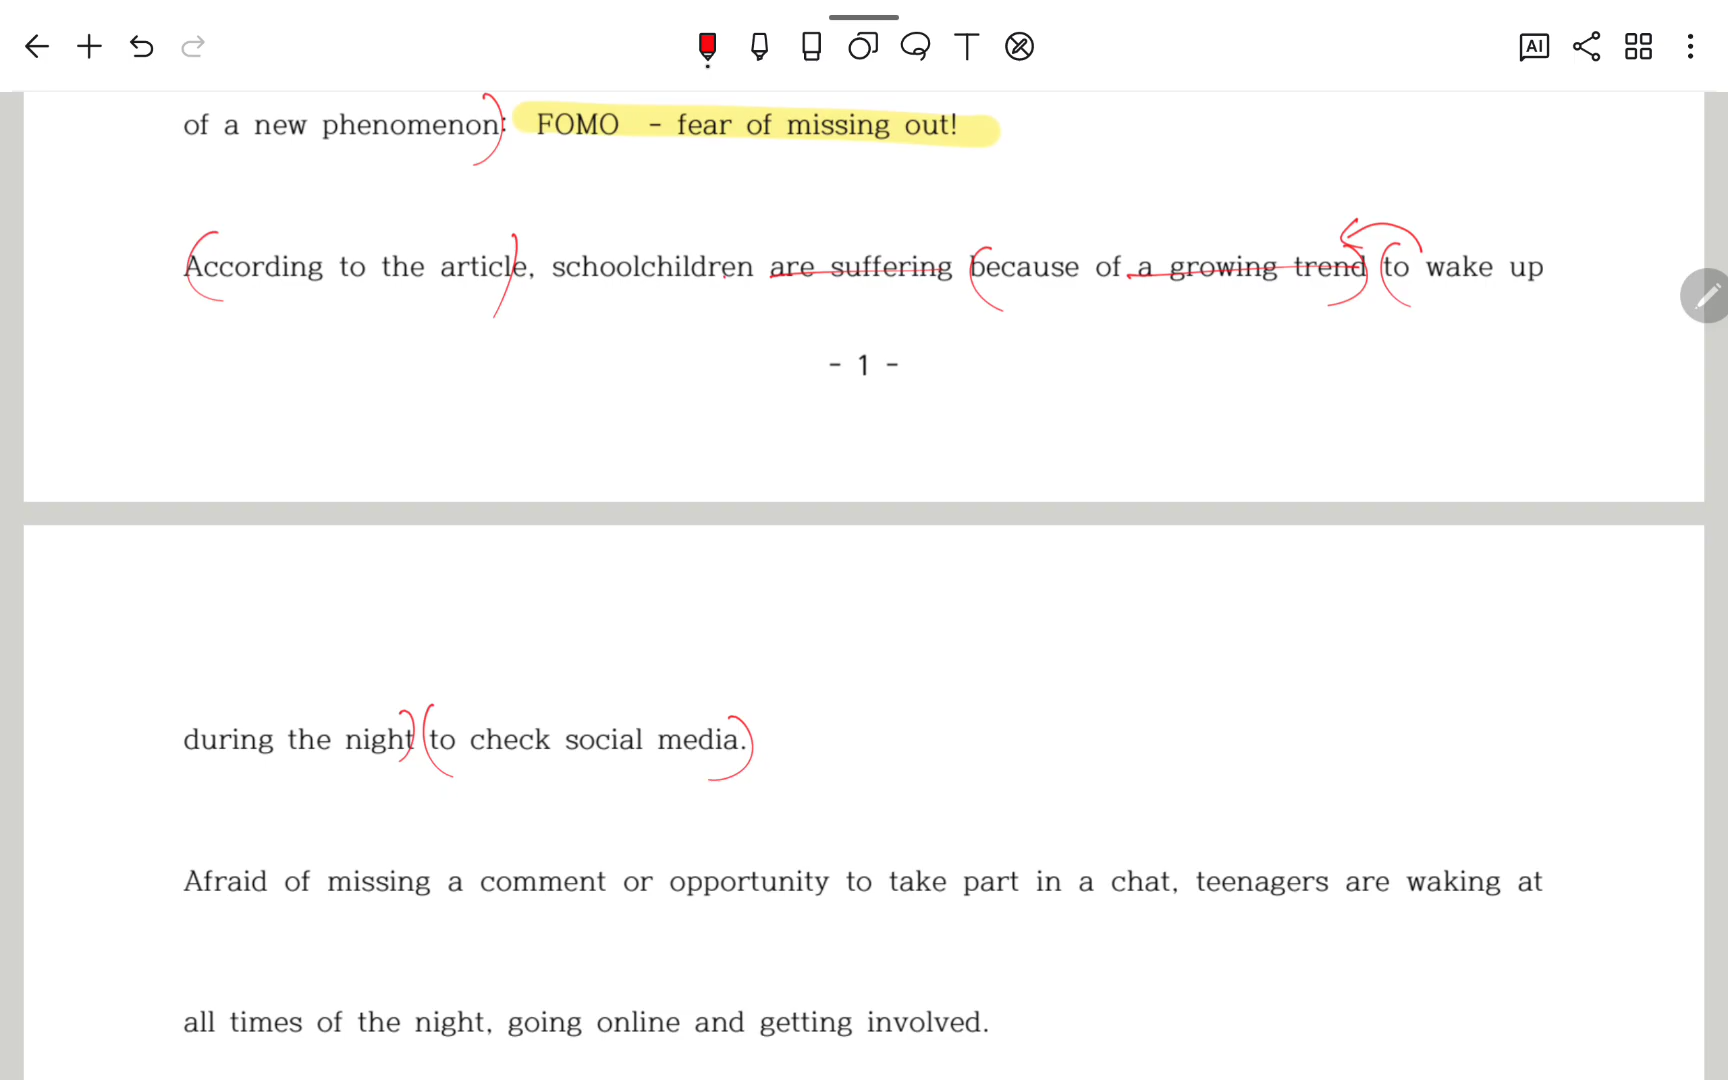 AI
of a new phenomenon: FOMO - fear of missing out!
According to the article, schoolchildren are suffering because of a growing trend to wake up
- 1 -
during the night to check social media.
Afraid of missing a comment or opportunity to take part in a chat, teenagers are waking at
all times of the night, going online and getting involved.